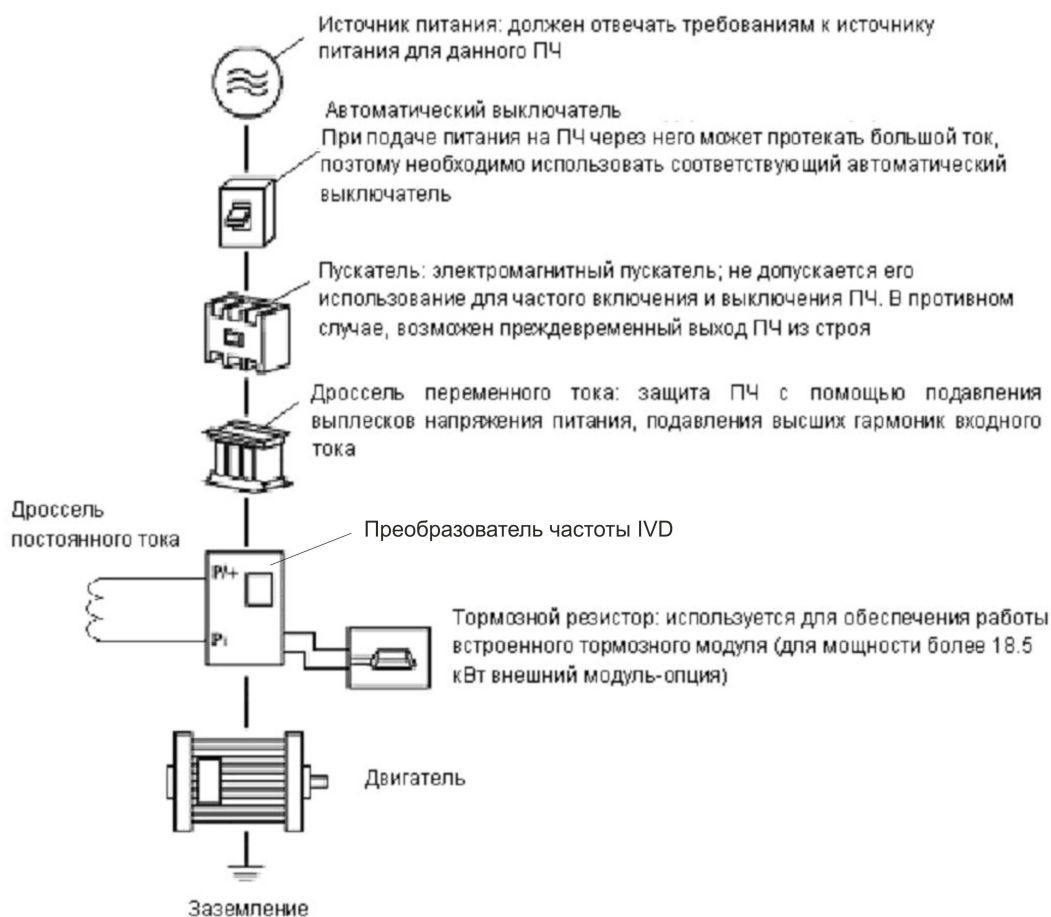 Источник питания: должен отвечать требованиям к источнику
питания для данного ПЧ
Автоматический выключатель
При подаче питания на ПЧ через него может протекать большой ток,
поэтому необходимо использовать соответствующий автоматический
выключатель
Пускатель: электромагнитный пускатель; не допускается его
использование для частого включения и выключения ПЧ. В противном
случае, возможен преждевременный выход ПЧ из строя
Дроссель переменного тока: защита ПЧ с помощью подавления
выплесков напряжения питания, подавления высших гармоник входного
тока
Дроссель
постоянного тока
Преобразователь частоты IVD
P/+
P1
Тормозной резистор: используется для обеспечения работы
встроенного тормозного модуля (для мощности более 18.5
кВт внешний модуль-опция)
Двигатель
Заземление